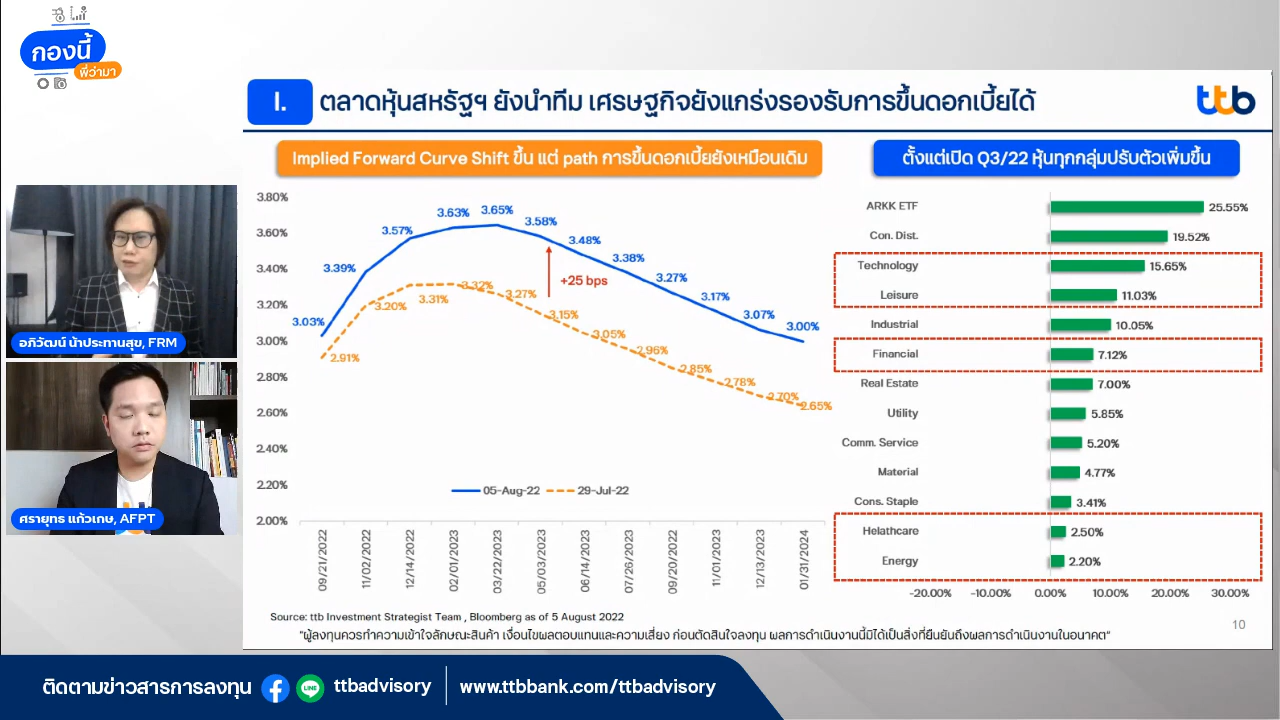 กองนี้
พี่ว่ามา
I.
ตลาดหุ้นสหรัฐฯ ยังนำทีม เศรษฐกิจยังแกร่งรองรับการขึ้นดอกเบี้ยได้
ttb
Implied Forward Curve Shift ขึ้น แต่ path การขึ้นดอกเบี้ยยังเหมือนเดิม
3.80%
3.60%
3.40%
3.20%
3.00%
2.80%
2.60%
2.40%
2.20%
2.00%
3.03%
3.39%
3.57%
3.63%
3.65%
3.58%
3.48%
3.38%
3.27%
3.17%
3.07%
3.00%
+25 bps
2.91%
3.20%
3.31%
3.32%
3.27%
3.15%
3.05%
2.96%
2.85%
2.78%
2.70%
2.65%
05-Aug-22
29-Jul-22
09/21/2022
11/02/2022
12/14/2022
02/01/2023
03/22/2023
05/03/2023
06/14/2023
07/26/2023
09/20/2022
11/01/2023
12/13/2023
01/31/2024
ตั้งแต่เปิด Q3/22 หุ้นทุกกลุ่มปรับตัวเพิ่มขึ้น
ARKK ETF 25.55%
Con. Dist. 19.52%
Technology 15.65%
Leisure 11.03%
Industrial 10.05%
Financial 7.12%
Real Estate 7.00%
Utility 5.85%
Comm. Service 5.20%
Material 4.77%
Cons. Staple 3.41%
Helathcare 2.50%
Energy 2.20%
-20.00% -10.00% 0.00% 10.00% 20.00% 30.00%
Source: ttb Investment Strategist Team , Bloomberg as of 5 August 2022
"ผู้ลงทุนควรทำความเข้าใจลักษณะสินค้า เงื่อนไขผลตอบแทนและความเสี่ยง ก่อนตัดสินใจลงทุน ผลการดำเนินงานนี้มิได้เป็นสิ่งที่ยืนยันถึงผลการดำเนินงานในอนาคต"
10
อภิวัฒน์ น้าประทานสุข, FRM
ศรายุทธ แก้วเกษ, AFPT
ติดตามข่าวสารการลงทุน
f
LINE
ttbadvisory
www.ttbbank.com/ttbadvisory